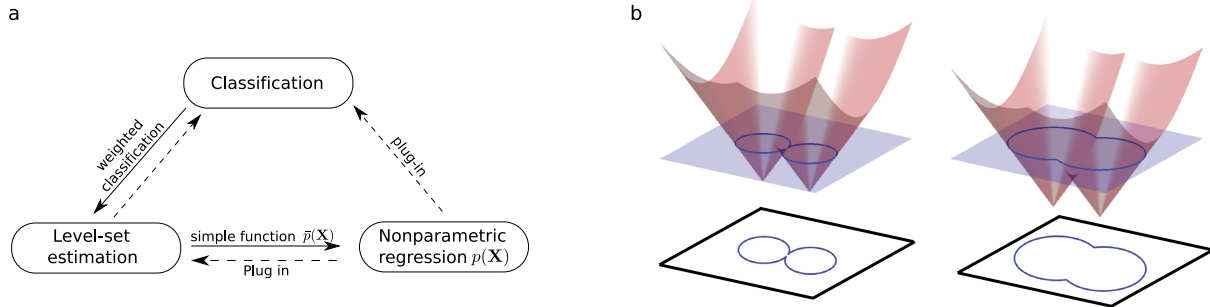 a
b
Classification
weighted
classification
plug-in
Level-set
estimation
simple function p̄(X)
Plug in
Nonparametric
regression p(X)